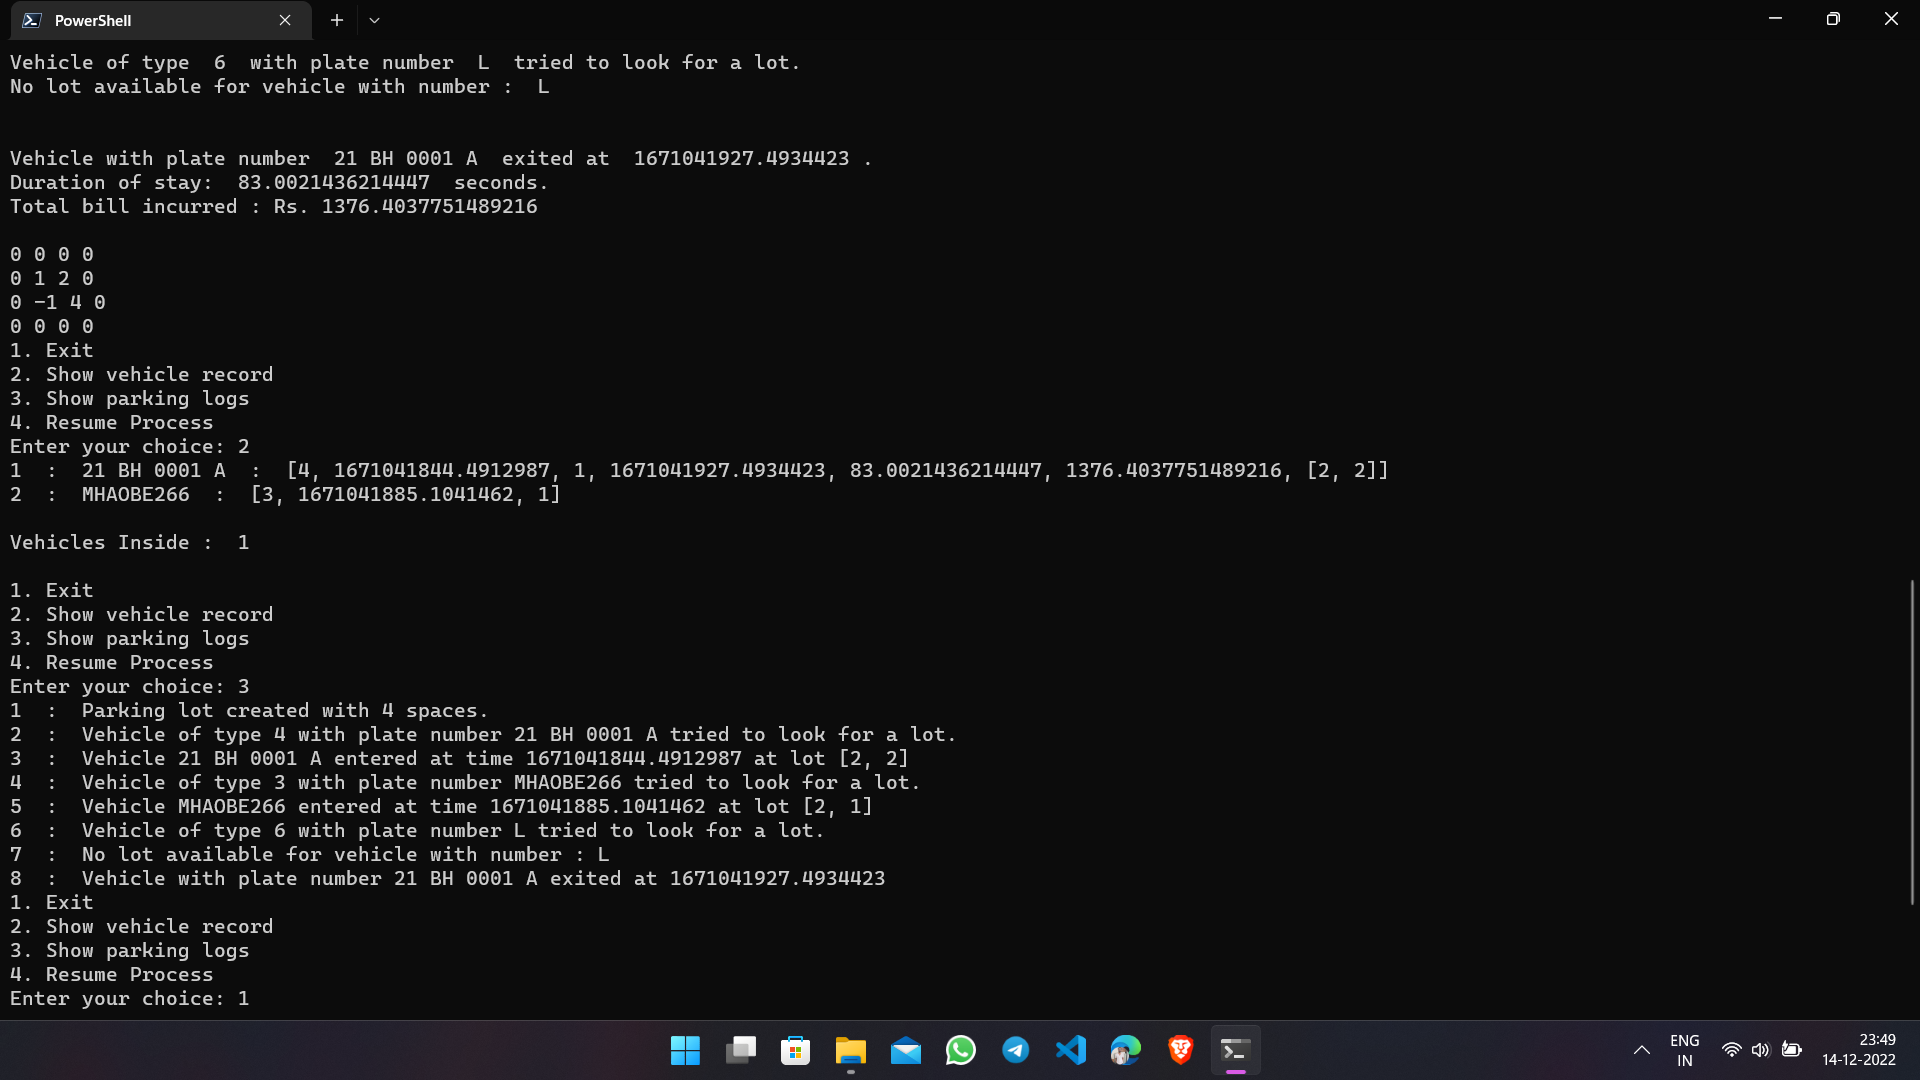 PowerShell
Vehicle of type  6  with plate number  L  tried to look for a lot.
No lot available for vehicle with number :  L
Vehicle with plate number  21 BH 0001 A  exited at  1671041927.4934423 .
Duration of stay:  83.0021436214447  seconds.
Total bill incurred : Rs. 1376.4037751489216
0 0 0 0
0 1 2 0
0 -1 4 0
0 0 0 0
1. Exit
2. Show vehicle record
3. Show parking logs
4. Resume Process
Enter your choice: 2
1  :  21 BH 0001 A  :  [4, 1671041844.4912987, 1, 1671041927.4934423, 83.0021436214447, 1376.4037751489216, [2, 2]]
2  :  MHAOBE266  :  [3, 1671041885.1041462, 1]
Vehicles Inside :  1
1. Exit
2. Show vehicle record
3. Show parking logs
4. Resume Process
Enter your choice: 3
1  :  Parking lot created with 4 spaces.
2  :  Vehicle of type 4 with plate number 21 BH 0001 A tried to look for a lot.
3  :  Vehicle 21 BH 0001 A entered at time 1671041844.4912987 at lot [2, 2]
4  :  Vehicle of type 3 with plate number MHAOBE266 tried to look for a lot.
5  :  Vehicle MHAOBE266 entered at time 1671041885.1041462 at lot [2, 1]
6  :  Vehicle of type 6 with plate number L tried to look for a lot.
7  :  No lot available for vehicle with number : L
8  :  Vehicle with plate number 21 BH 0001 A exited at 1671041927.4934423
1. Exit
2. Show vehicle record
3. Show parking logs
4. Resume Process
Enter your choice: 1
ENG
IN
23:49
14-12-2022